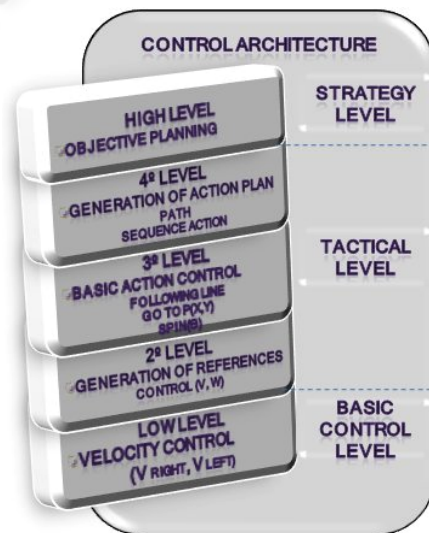 CONTROL ARCHITECTURE
HIGH LEVEL
OBJECTIVE PLANNING
STRATEGY
LEVEL
4º LEVEL
GENERATION OF ACTION PLAN
PATH
SEQUENCE ACTION
3º LEVEL
BASIC ACTION CONTROL
FOLLOWING LINE
GO TO P(X,Y)
SPIN(B)
2º LEVEL
GENERATION OF REFERENCES
CONTROL (V, W)
TACTICAL
LEVEL
LOW LEVEL
VELOCITY CONTROL
(V RIGHT, V LEFT)
BASIC
CONTROL
LEVEL